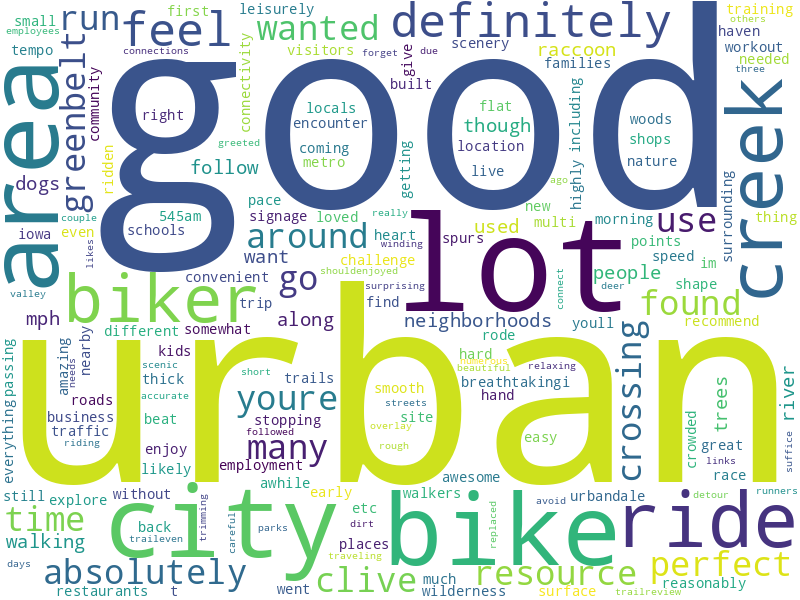 small
first
leisurely
feel
wanted
definitely
training
others
employees
run
connections
forget
due
give
scenery
raccoon
haven
tempo
visitors
families
workout
three
area
greenbelt
community
good
connectivity
built
needed
creek
right
locals
encounter
flat
though
woods
shops
highly including
coming
metro
location
nature
getting
live
dogs
ridden
follow
greeted
ago
surrounding
pace
iowa
couple
545am
signage
loved
really
used
new
multi
morning
use
thing
even
schools
around
heart
winding
spurs
lot
points
likes
want
challenge
shouldenjoyed
connect
deer
speed
im
convenient
go
surprising
people
valley
biker
trip
find
shape
found
mph
different
somewhat
along
neighborhoods
youll
recommend
nearby
kids
trails
rode
crossing
amazing
needs
scenic
thick
urban
hard
numerous
beautiful
relaxing
breathtakingi
trees
river
passing
roads
accurate
short
youre
smooth
hand
streets
business
stopping
site
crowded
everything
traffic
beat
followed
many
overlay
easy
great
links
suffice
riding
enjoy
rough
race
likely
employment
awhile
awesome
still
explore
without
early
walkers
avoid
urbandale
detour
runners
time
city
etc
bike
ride
back
trimming
careful
parks
dirt
replaced
walking
traileven
places
perfect
days
absolutely
traveling
clive
resource
reasonably
restaurants
t
went
much
wilderness
surface
trailreview